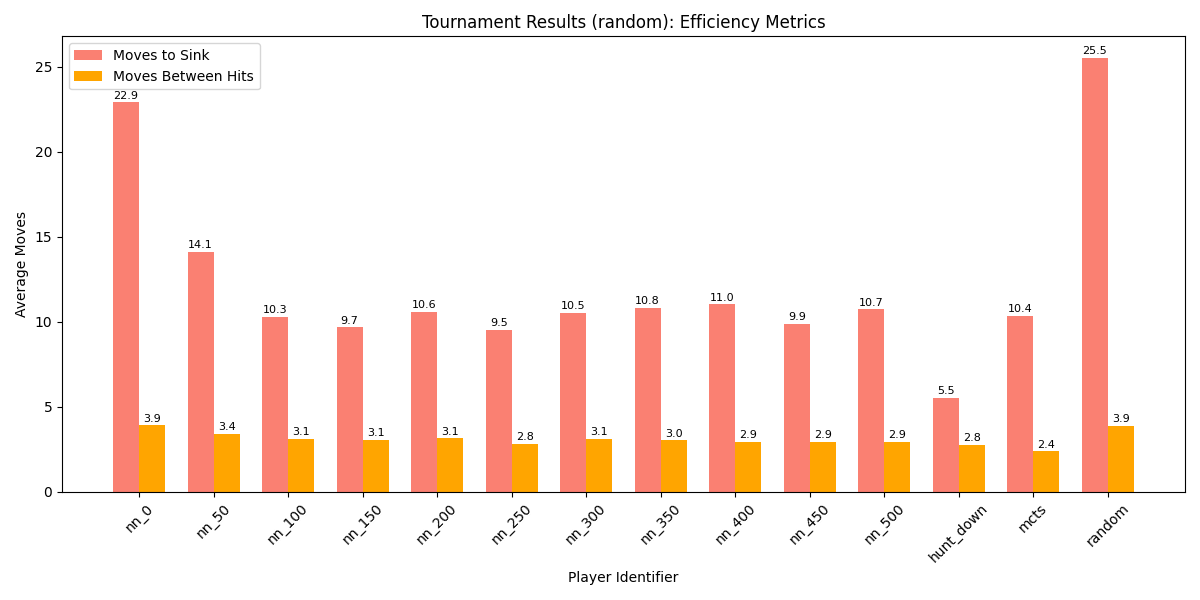 Tournament Results (random): Efficiency Metrics
Moves to Sink
Moves Between Hits
Average Moves
25
20
15
10
5
0
22.9
3.9
14.1
3.4
10.3
3.1
9.7
3.1
10.6
3.1
9.5
2.8
10.5
3.1
10.8
3.0
11.0
2.9
9.9
2.9
10.7
2.9
5.5
2.8
10.4
2.4
25.5
3.9
nn_0
nn_50
nn_100
nn_150
nn_200
nn_250
nn_300
nn_350
nn_400
nn_450
nn_500
hunt_down
mcts
random
Player Identifier